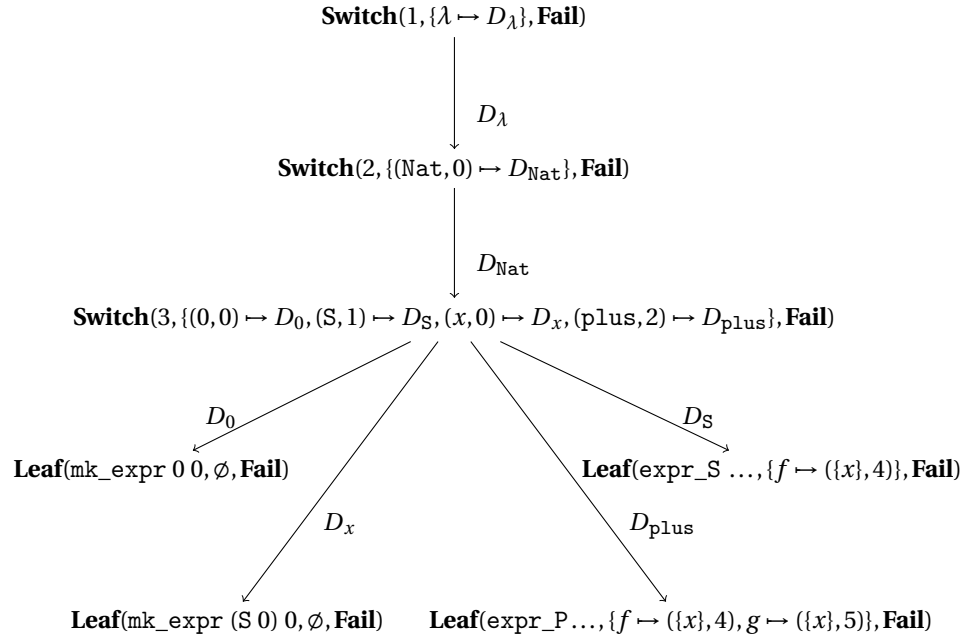 Switch(1, {λ ↦ D_λ}, Fail)
D_λ
Switch(2, {(Nat, 0) ↦ D_Nat}, Fail)
D_Nat
Switch(3, {(0, 0) ↦ D_0, (S, 1) ↦ D_S, (x, 0) ↦ D_x, (plus, 2) ↦ D_plus}, Fail)
D_0 D_S
Leaf(mk_expr 0 0, ∅, Fail) Leaf(expr_S …, {f ↦ ({x}, 4)}, Fail)
D_x D_plus
Leaf(mk_expr (S 0) 0, ∅, Fail) Leaf(expr_P…, {f ↦ ({x}, 4), g ↦ ({x}, 5)}, Fail)